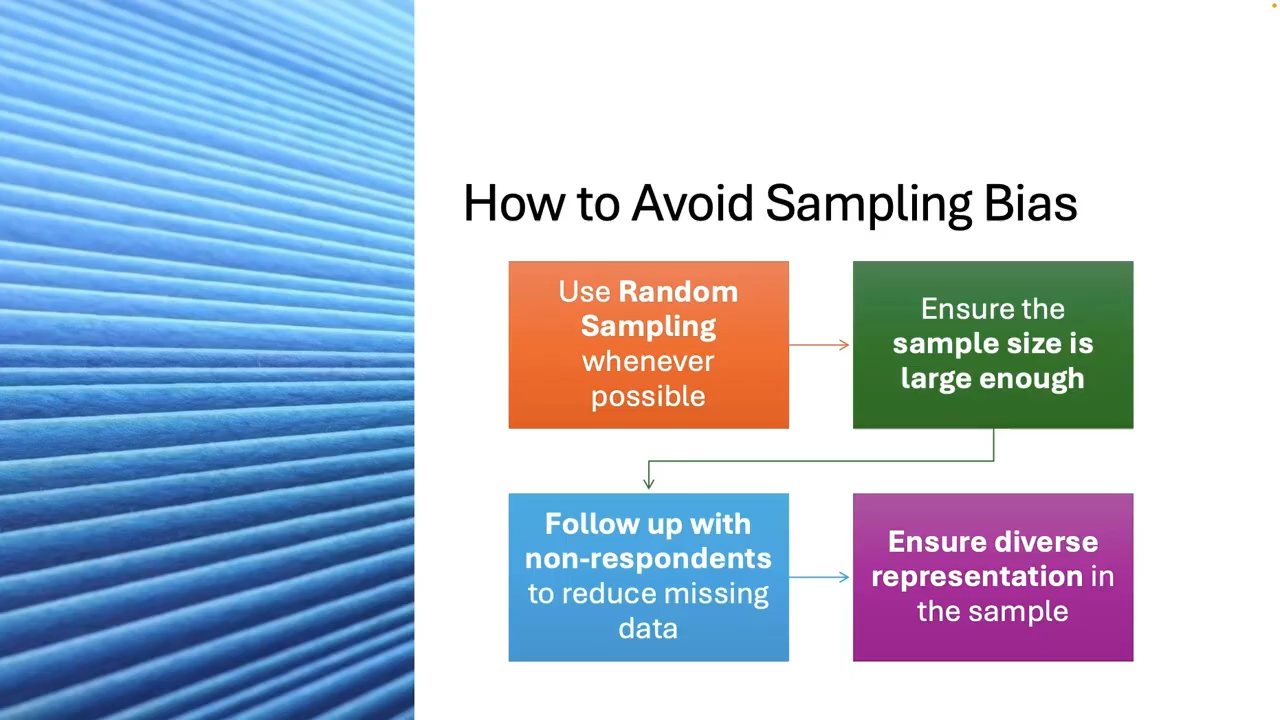 How to Avoid Sampling Bias
Use Random
Sampling
whenever
possible
Ensure the
sample size is
large enough
Follow up with
non-respondents
to reduce missing
data
Ensure diverse
representation in
the sample